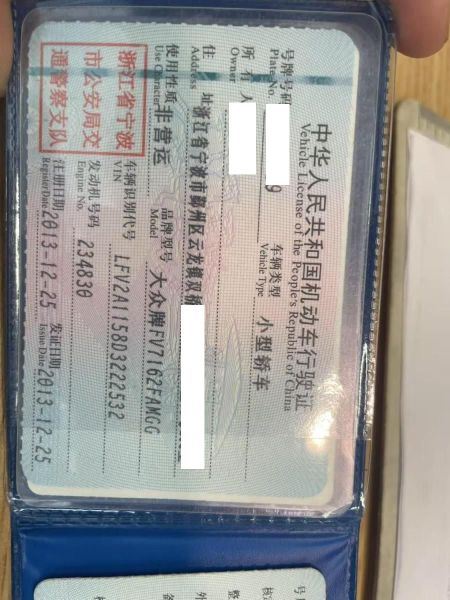 中华人民共和国机动车行驶证
Vehicle License of the People's Republic of China
号牌号码 9 车辆类型 小型轿车
Plate No. Vehicle Type
所有人
Owner
住址 浙江省宁波市鄞州区云龙镇双桥
Address
使用性质 非营运 品牌型号 大众牌FV7162FAMGG
Use Character Model
浙江省宁波
市公安局交
通警察支队
车辆识别代号 LFV2A1158D3222532
VIN
发动机号码 234830
Engine No.
注册日期 2013-12-25 发证日期 2013-12-25
Register Date Issue Date
号
核
整
外